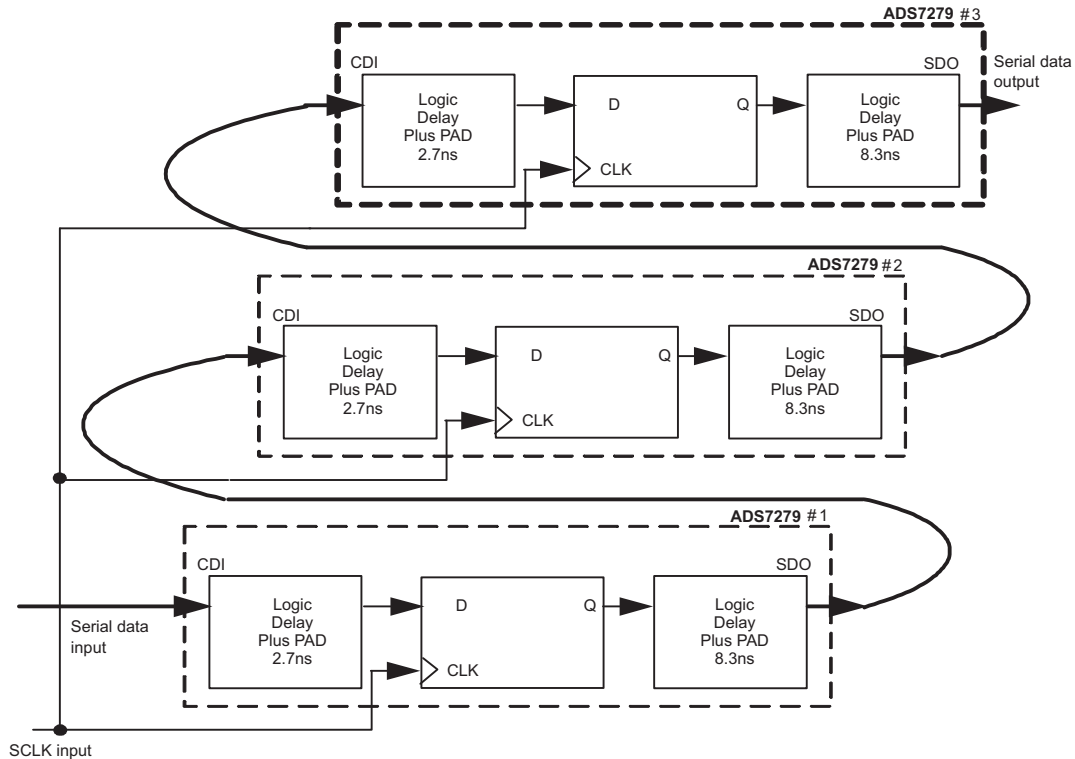 ADS7279 #3
CDI
SDO
Serial data
output
Logic
Delay
Plus PAD
2.7ns
D
Q
CLK
Logic
Delay
Plus PAD
8.3ns
ADS7279 #2
CDI
SDO
Logic
Delay
Plus PAD
2.7ns
D
Q
CLK
Logic
Delay
Plus PAD
8.3ns
ADS7279 #1
CDI
SDO
Logic
Delay
Plus PAD
2.7ns
D
Q
CLK
Logic
Delay
Plus PAD
8.3ns
Serial data
input
SCLK input